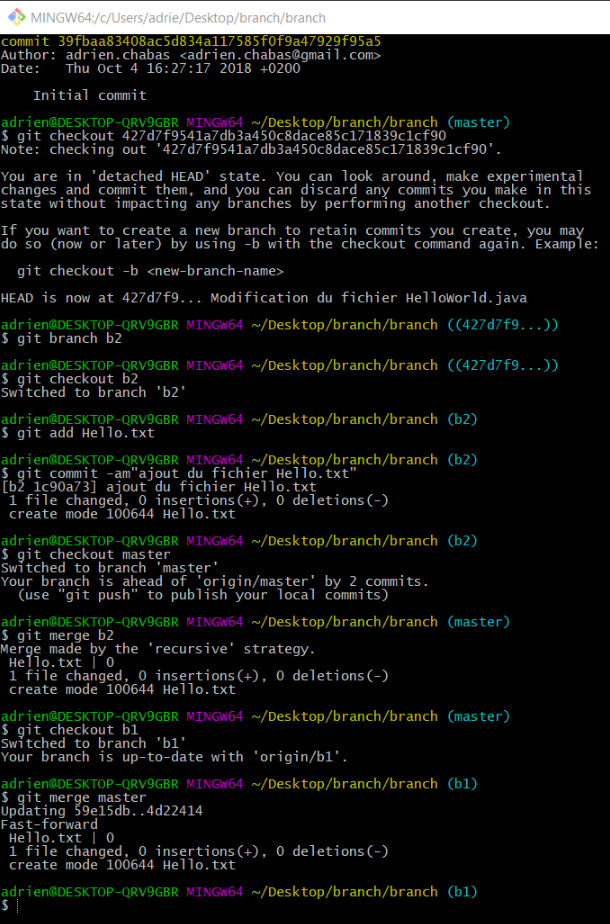 MINGW64:/c/Users/adrie/Desktop/branch/branch
commit 39fbaa83408ac5d834a117585f0f9a47929f95a5
Author: adrien.chabas <adrien.chabas@gmail.com>
Date:   Thu Oct 4 16:27:17 2018 +0200
    Initial commit
adrien@DESKTOP-QRV9GBR MINGW64 ~/Desktop/branch/branch (master)
$ git checkout 427d7f9541a7db3a450c8dace85c171839c1cf90
Note: checking out '427d7f9541a7db3a450c8dace85c171839c1cf90'.
You are in 'detached HEAD' state. You can look around, make experimental
changes and commit them, and you can discard any commits you make in this
state without impacting any branches by performing another checkout.
If you want to create a new branch to retain commits you create, you may
do so (now or later) by using -b with the checkout command again. Example:
  git checkout -b <new-branch-name>
HEAD is now at 427d7f9... Modification du fichier HelloWorld.java
adrien@DESKTOP-QRV9GBR MINGW64 ~/Desktop/branch/branch ((427d7f9...))
$ git branch b2
adrien@DESKTOP-QRV9GBR MINGW64 ~/Desktop/branch/branch ((427d7f9...))
$ git checkout b2
Switched to branch 'b2'
adrien@DESKTOP-QRV9GBR MINGW64 ~/Desktop/branch/branch (b2)
$ git add Hello.txt
adrien@DESKTOP-QRV9GBR MINGW64 ~/Desktop/branch/branch (b2)
$ git commit -am"ajout du fichier Hello.txt"
[b2 1c90a73] ajout du fichier Hello.txt
 1 file changed, 0 insertions(+), 0 deletions(-)
 create mode 100644 Hello.txt
adrien@DESKTOP-QRV9GBR MINGW64 ~/Desktop/branch/branch (b2)
$ git checkout master
Switched to branch 'master'
Your branch is ahead of 'origin/master' by 2 commits.
  (use "git push" to publish your local commits)
adrien@DESKTOP-QRV9GBR MINGW64 ~/Desktop/branch/branch (master)
$ git merge b2
Merge made by the 'recursive' strategy.
 Hello.txt | 0
 1 file changed, 0 insertions(+), 0 deletions(-)
 create mode 100644 Hello.txt
adrien@DESKTOP-QRV9GBR MINGW64 ~/Desktop/branch/branch (master)
$ git checkout b1
Switched to branch 'b1'
Your branch is up-to-date with 'origin/b1'.
adrien@DESKTOP-QRV9GBR MINGW64 ~/Desktop/branch/branch (b1)
$ git merge master
Updating 59e15db..4d22414
Fast-forward
 Hello.txt | 0
 1 file changed, 0 insertions(+), 0 deletions(-)
 create mode 100644 Hello.txt
adrien@DESKTOP-QRV9GBR MINGW64 ~/Desktop/branch/branch (b1)
$